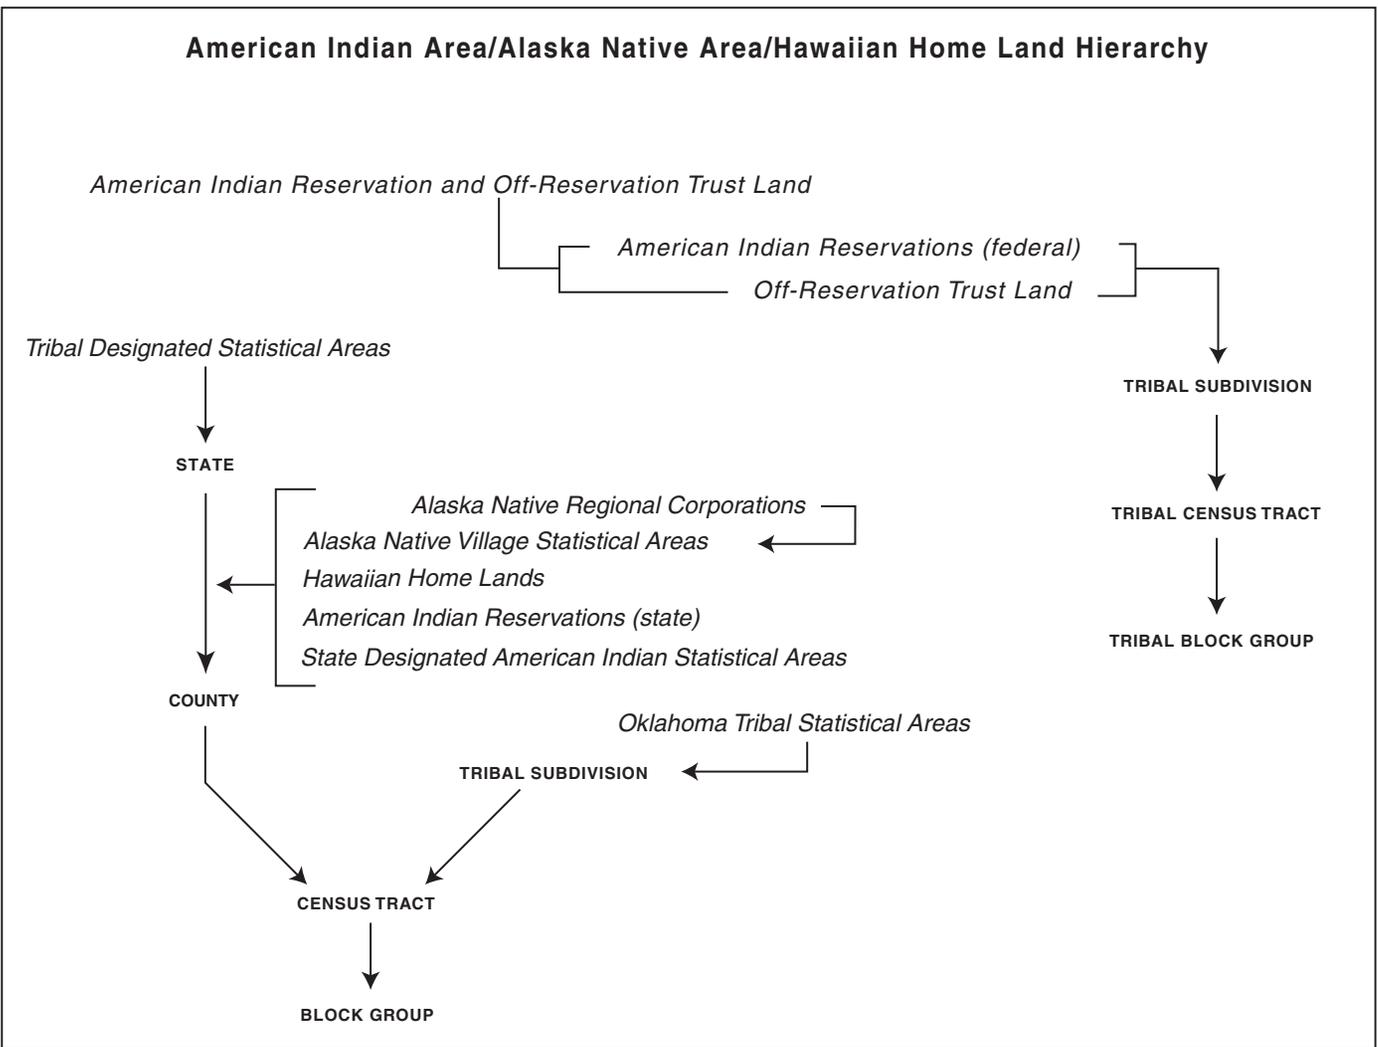 American Indian Area/Alaska Native Area/Hawaiian Home Land Hierarchy
American Indian Reservation and Off-Reservation Trust Land
American Indian Reservations (federal)
Off-Reservation Trust Land
Tribal Designated Statistical Areas
TRIBAL SUBDIVISION
STATE
Alaska Native Regional Corporations
TRIBAL CENSUS TRACT
Alaska Native Village Statistical Areas
Hawaiian Home Lands
American Indian Reservations (state)
TRIBAL BLOCK GROUP
State Designated American Indian Statistical Areas
COUNTY
Oklahoma Tribal Statistical Areas
TRIBAL SUBDIVISION
CENSUS TRACT
BLOCK GROUP